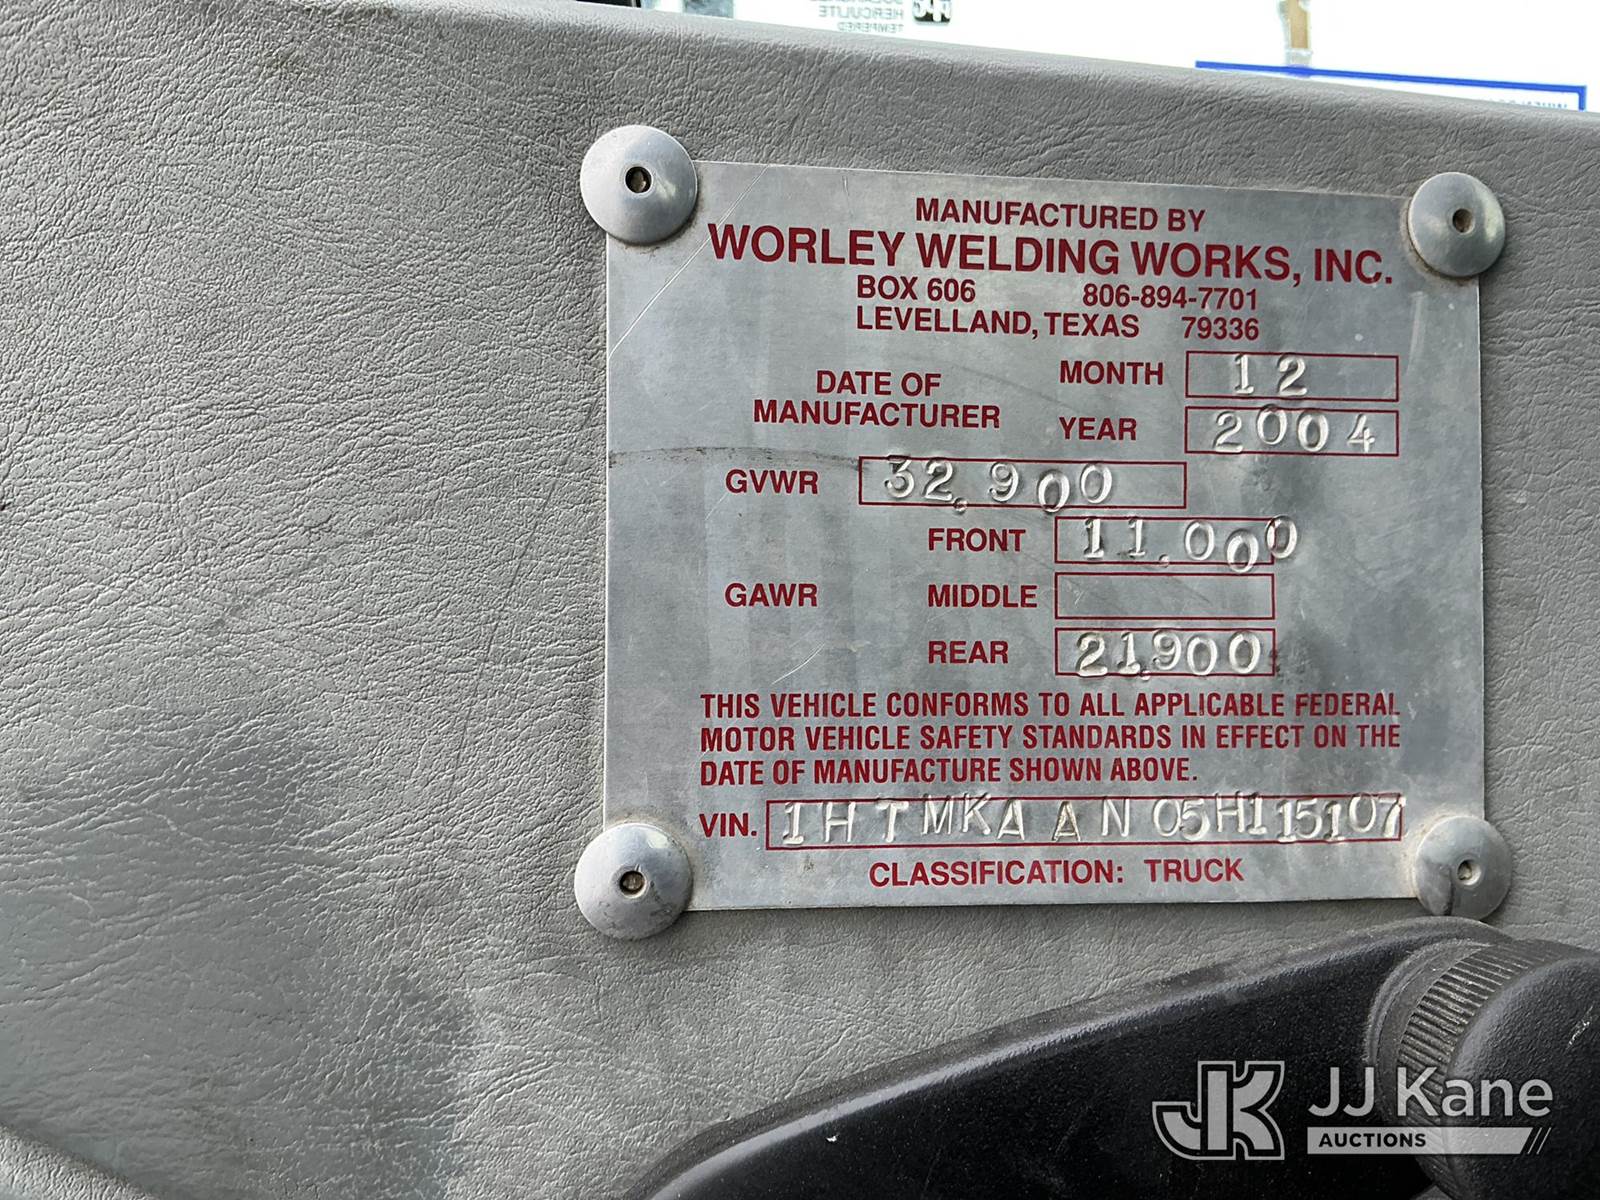 HERCULITE
TEMPERED
MANUFACTURED BY
WORLEY WELDING WORKS, INC.
BOX 606 806-894-7701
LEVELLAND, TEXAS 79336
DATE OF MANUFACTURER
MONTH 12
YEAR 2004
GVWR 32,900
GAWR
FRONT 11,000
MIDDLE
REAR 21,900
THIS VEHICLE CONFORMS TO ALL APPLICABLE FEDERAL
MOTOR VEHICLE SAFETY STANDARDS IN EFFECT ON THE
DATE OF MANUFACTURE SHOWN ABOVE.
VIN. 1HTMKAAN05H115107
CLASSIFICATION: TRUCK
JK JJ Kane
AUCTIONS